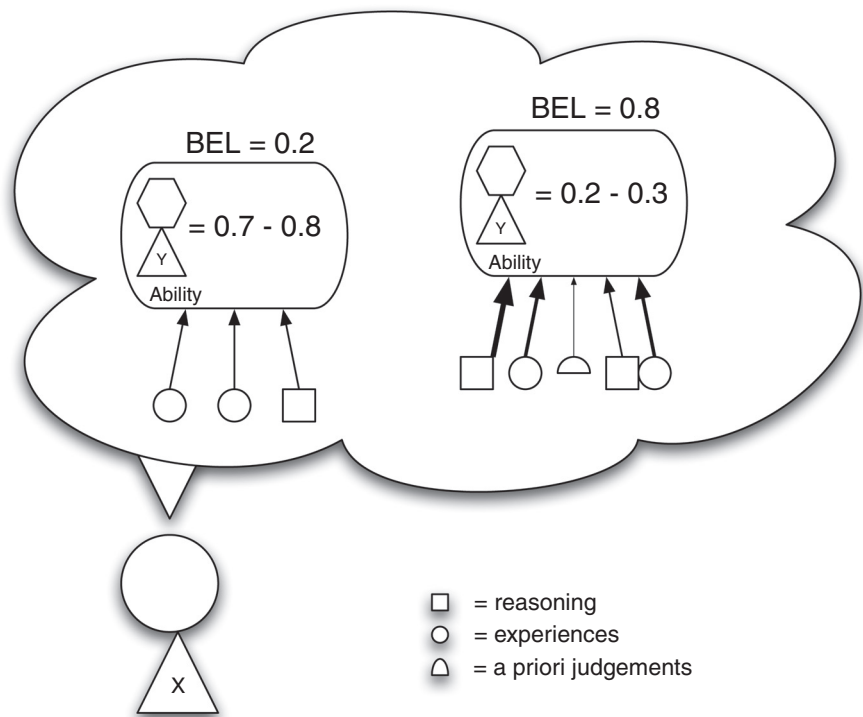 BEL = 0.2
Y
= 0.7 - 0.8
Ability
BEL = 0.8
Y
= 0.2 - 0.3
Ability
X
= reasoning
= experiences
= a priori judgements